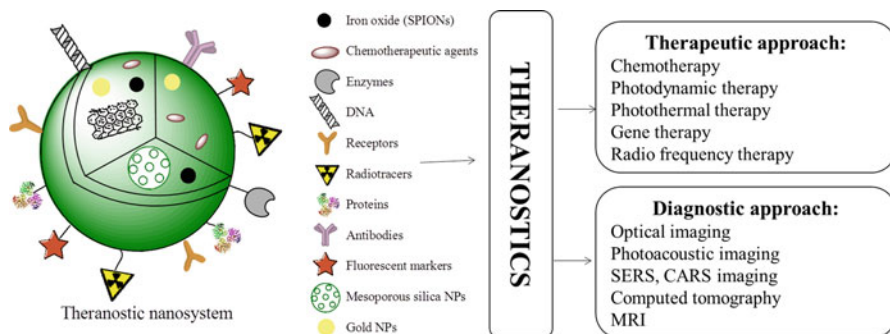 Theranostic nanosystem
Iron oxide (SPIONs)
Chemotherapeutic agents
Enzymes
DNA
Receptors
Radiotracers
Proteins
Antibodies
Fluorescent markers
Mesoporous silica NPs
Gold NPs
THERANOSTICS
Therapeutic approach:
Chemotherapy
Photodynamic therapy
Photothermal therapy
Gene therapy
Radio frequency therapy
Diagnostic approach:
Optical imaging
Photoacoustic imaging
SERS, CARS imaging
Computed tomography
MRI